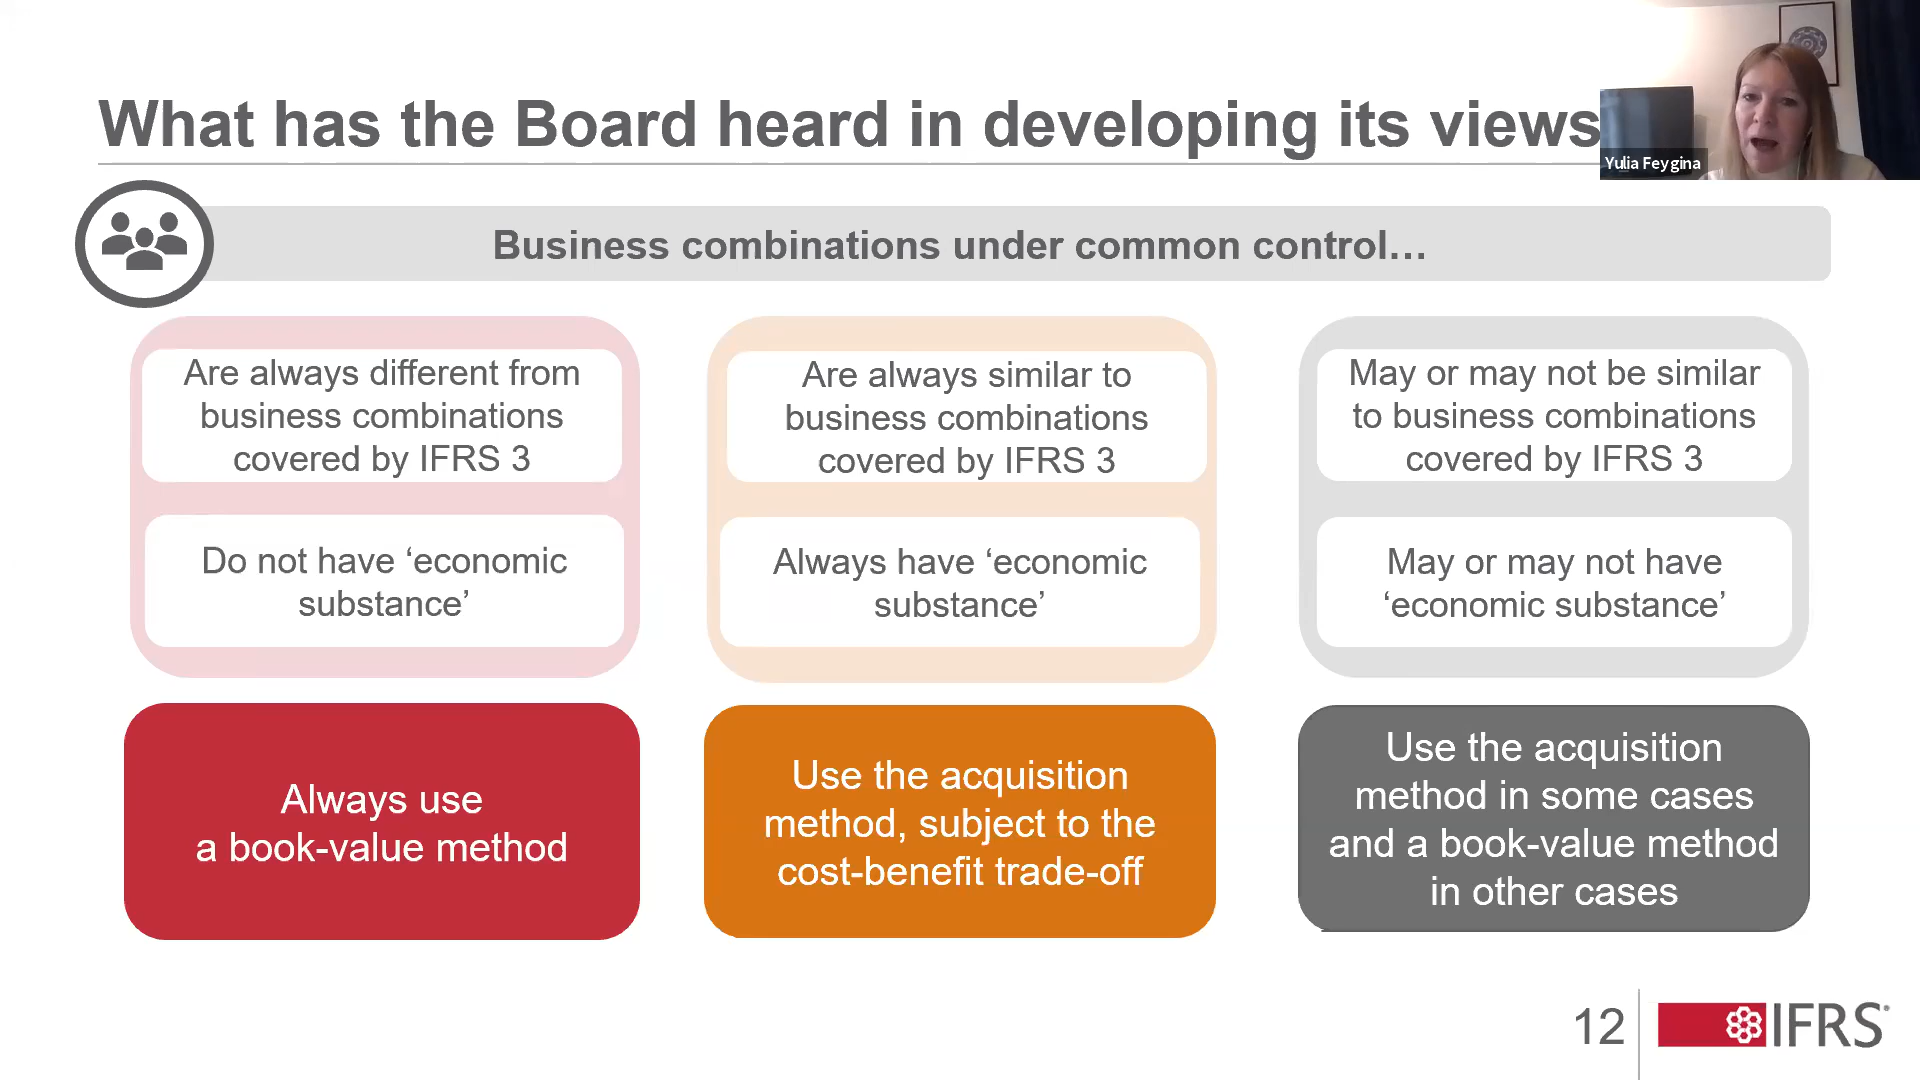 What has the Board heard in developing its views
Yulia Feygina
Business combinations under common control…
Are always different from
business combinations
covered by IFRS 3
Do not have ‘economic
substance’
Always use
a book-value method
Are always similar to
business combinations
covered by IFRS 3
Always have ‘economic
substance’
Use the acquisition
method, subject to the
cost-benefit trade-off
May or may not be similar
to business combinations
covered by IFRS 3
May or may not have
‘economic substance’
Use the acquisition
method in some cases
and a book-value method
in other cases
12
IFRS